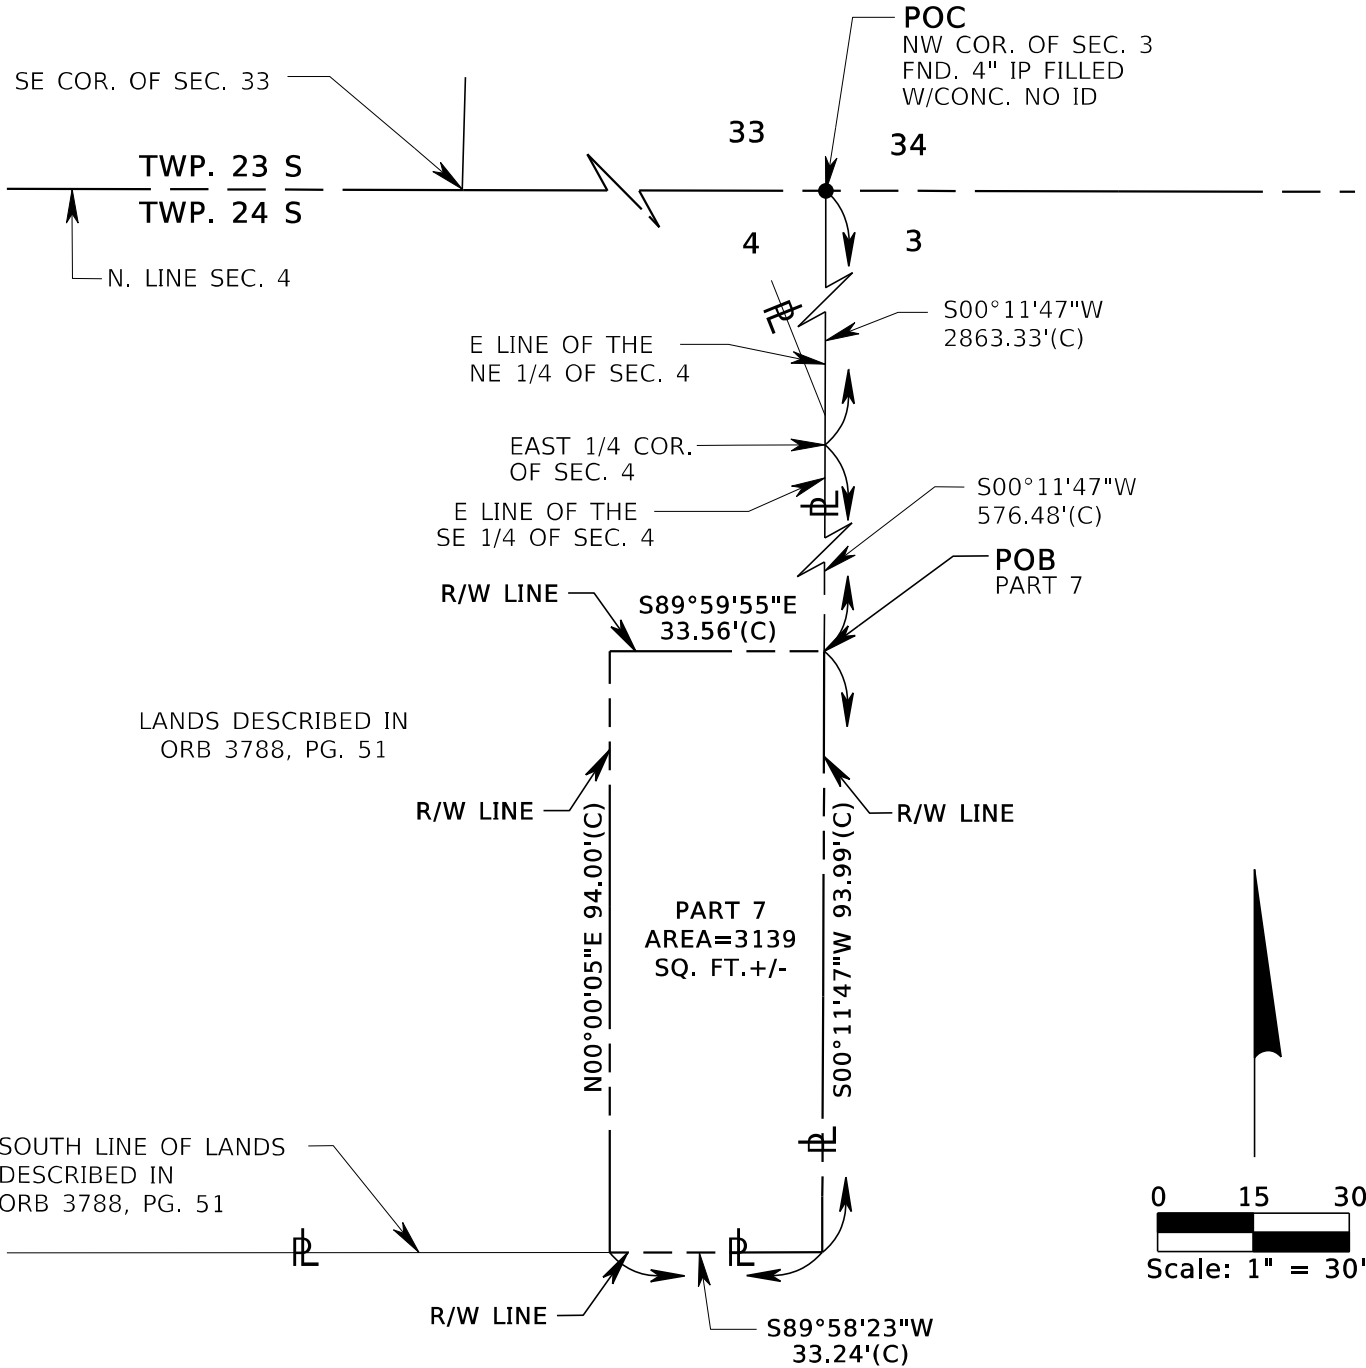 POC
NW COR. OF SEC. 3
FND. 4" IP FILLED
W/CONC. NO ID
SE COR. OF SEC. 33
33
34
TWP. 23 S
TWP. 24 S
4
3
N. LINE SEC. 4
PL
S00°11'47"W
2863.33'(C)
E LINE OF THE
NE 1/4 OF SEC. 4
EAST 1/4 COR.
OF SEC. 4
S00°11'47"W
576.48'(C)
PL
E LINE OF THE
SE 1/4 OF SEC. 4
POB
PART 7
R/W LINE
S89°59'55"E
33.56'(C)
LANDS DESCRIBED IN
ORB 3788, PG. 51
R/W LINE
R/W LINE
N00°00'05"E 94.00'(C)
S00°11'47"W 93.99'(C)
PART 7
AREA=3139
SQ. FT.+/-
PL
SOUTH LINE OF LANDS
DESCRIBED IN
ORB 3788, PG. 51
PL
PL
0 15 30
Scale: 1" = 30'
R/W LINE
S89°58'23"W
33.24'(C)